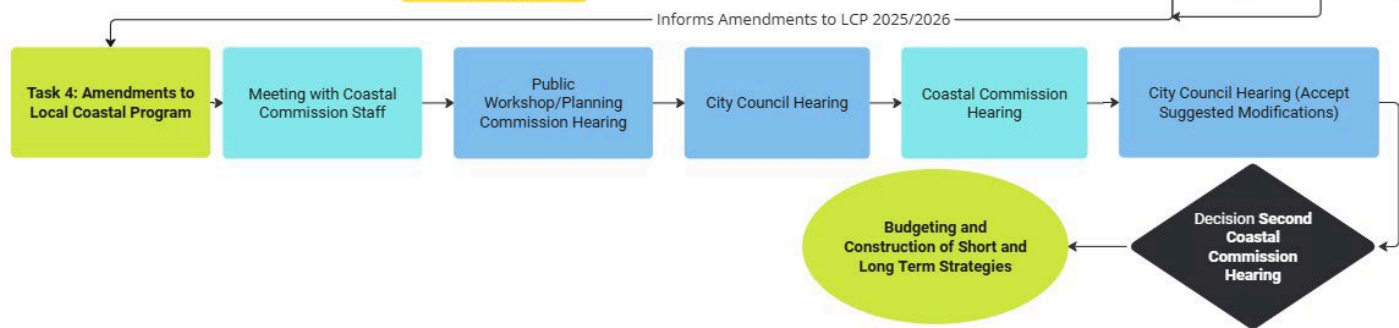 Informs Amendments to LCP 2025/2026
Task 4: Amendments to
Local Coastal Program
Meeting with Coastal
Commission Staff
Public
Workshop/Planning
Commission Hearing
City Council Hearing
Coastal Commission
Hearing
City Council Hearing (Accept
Suggested Modifications)
Decision Second
Coastal
Commission
Hearing
Budgeting and
Construction of Short and
Long Term Strategies